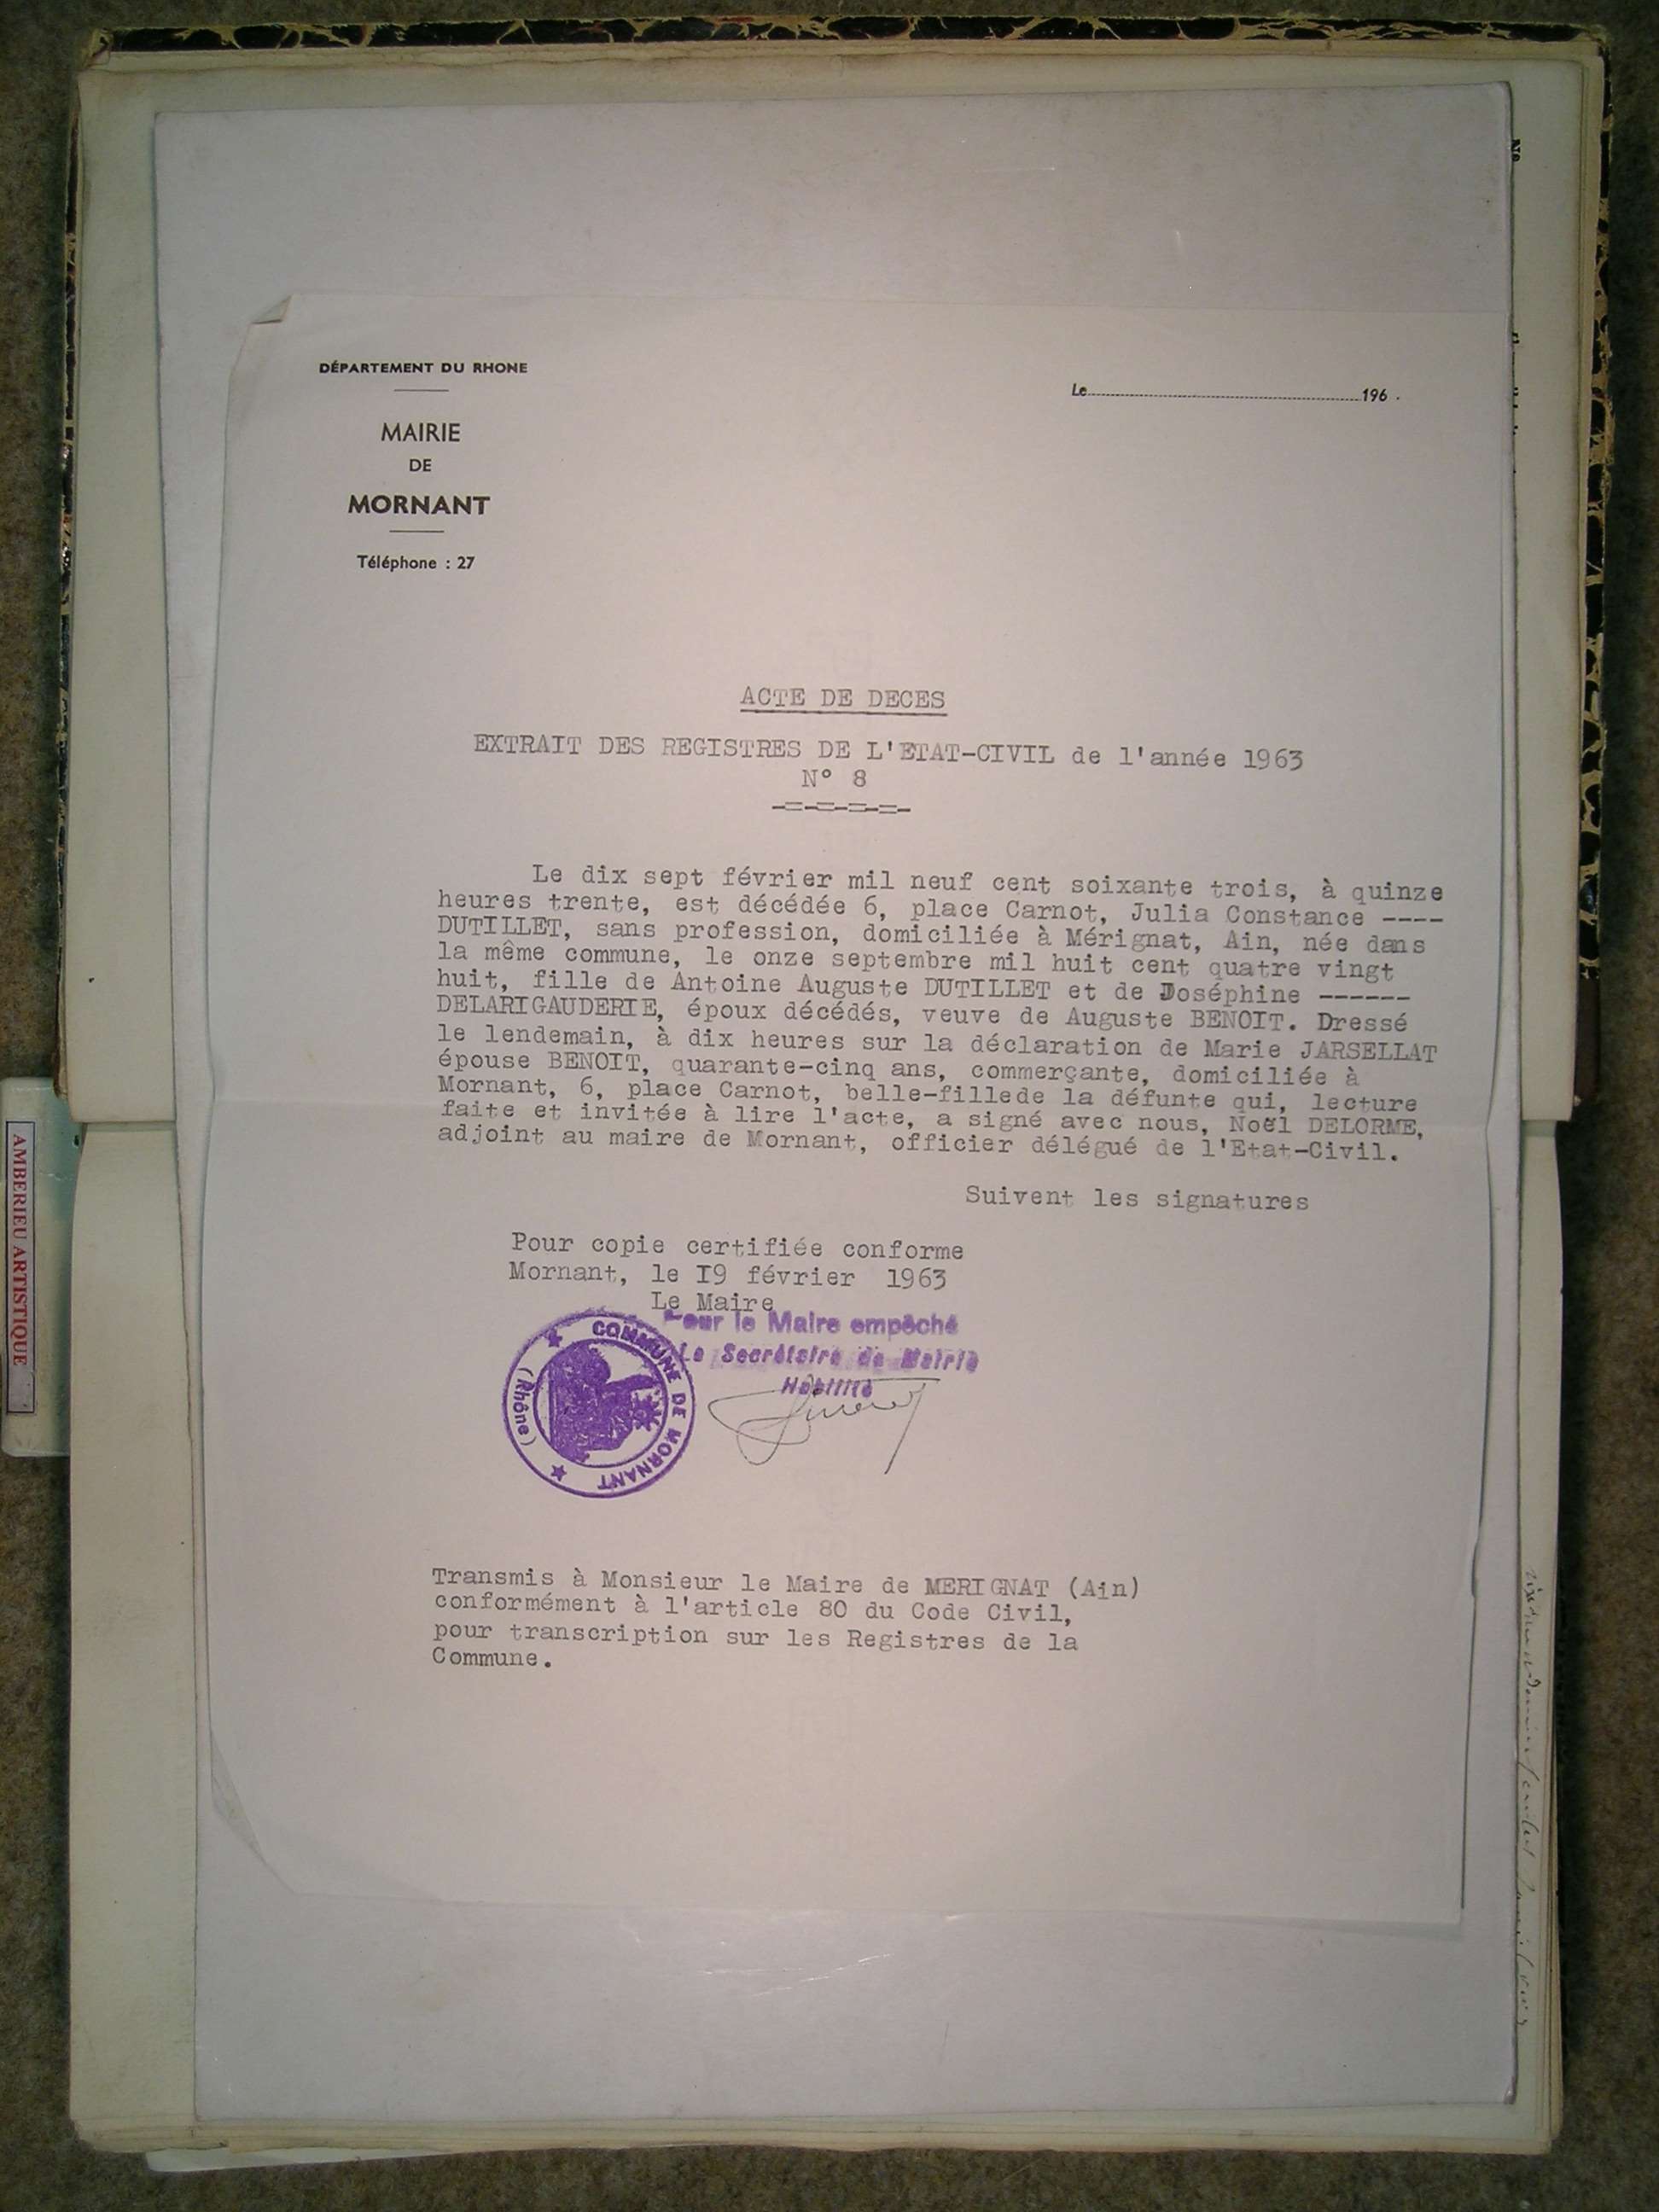 DÉPARTEMENT DU RHONE
MAIRIE
DE
MORNANT
Téléphone : 27
Le 196 .
ACTE DE DECES
EXTRAIT DES REGISTRES DE L'ETAT-CIVIL de l'année 1963
N° 8
-=-=-=-=-
Le dix sept février mil neuf cent soixante trois, à quinze
heures trente, est décédée 6, place Carnot, Julia Constance ----
DUTILLET, sans profession, domiciliée à Mérignat, Ain, née dans
la même commune, le onze septembre mil huit cent quatre vingt
huit, fille de Antoine Auguste DUTILLET et de Joséphine ------
DELARIGAUDERIE, époux décédés, veuve de Auguste BENOIT. Dressé
le lendemain, à dix heures sur la déclaration de Marie JARSELLAT
épouse BENOIT, quarante-cinq ans, commerçante, domiciliée à
Mornant, 6, place Carnot, belle-fillede la défunte qui, lecture
faite et invitée à lire l'acte, a signé avec nous, Noël DELORME,
adjoint au maire de Mornant, officier délégué de l'Etat-Civil.
Suivent les signatures
Pour copie certifiée conforme
Mornant, le I9 février 1963
Le Maire
Pour le Maire empêché
Le Secrétaire de Mairie
Habilité
COMMUNE DE MORNANT
(Rhône)
Transmis à Monsieur le Maire de MERIGNAT (Ain)
conformément à l'article 80 du Code Civil,
pour transcription sur les Registres de la
Commune.
AMBERIEU ARTISTIQUE